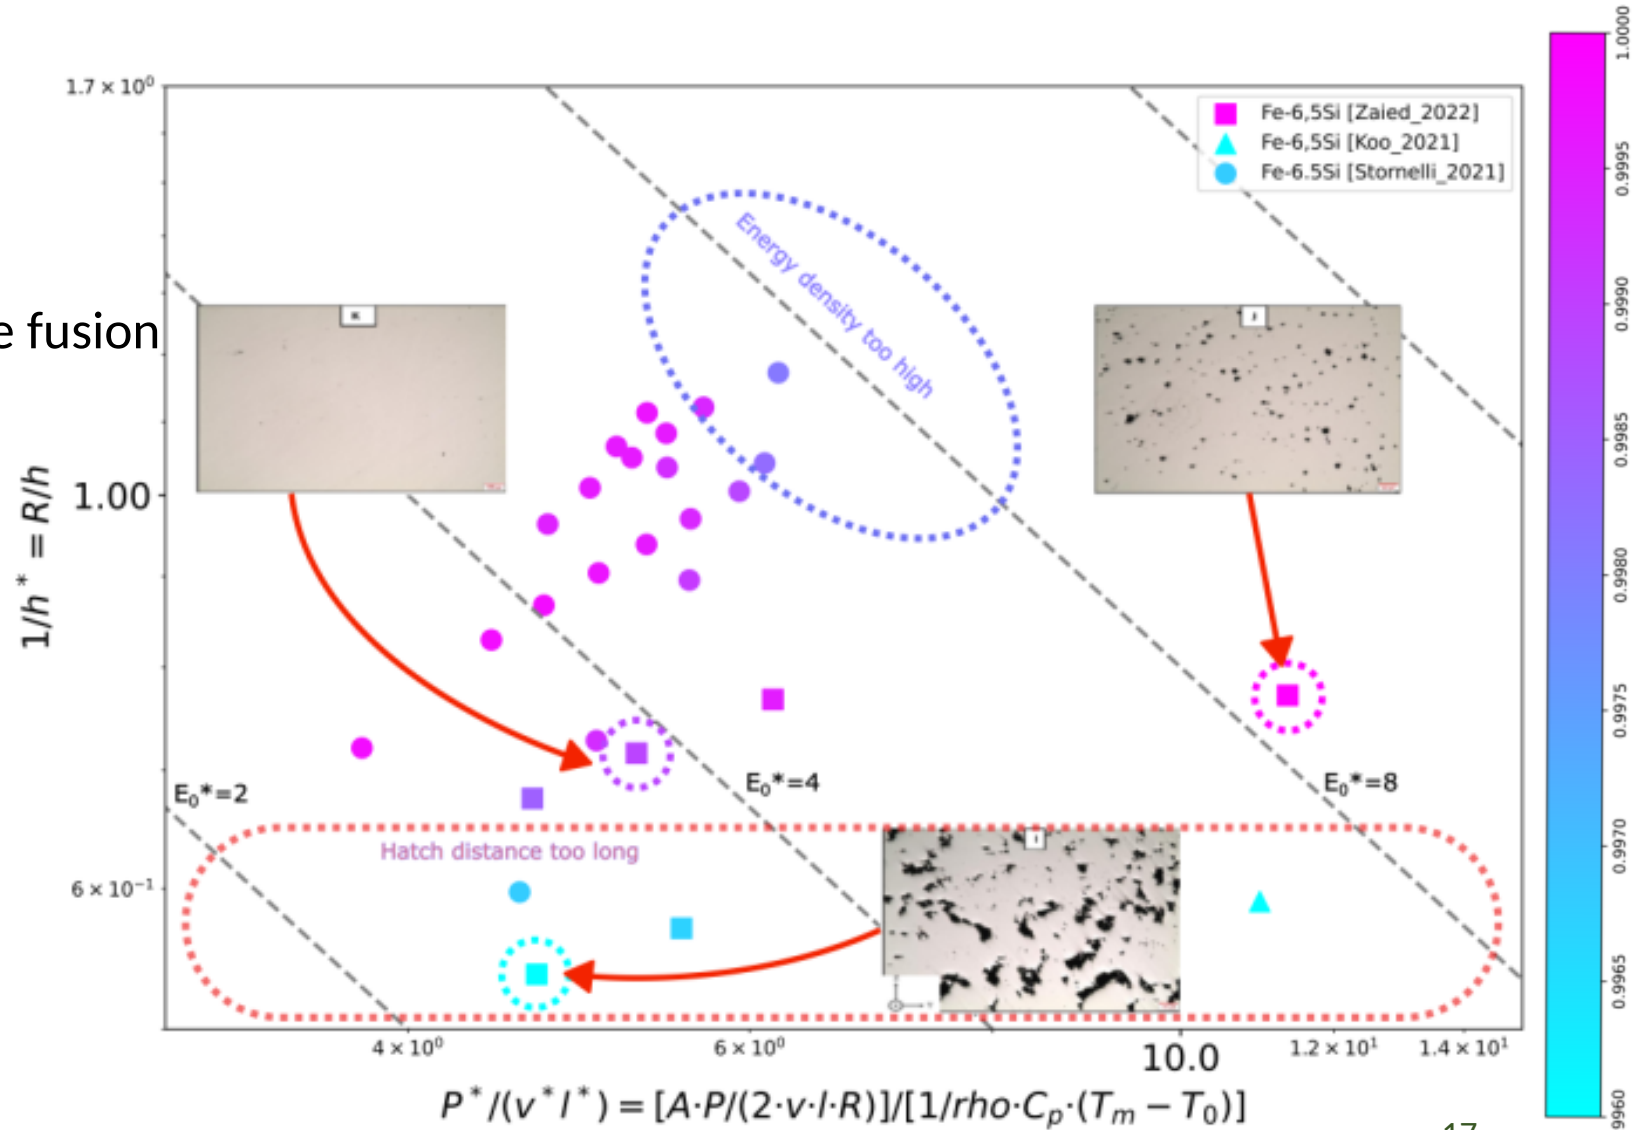 1.7 × 10⁰
Fe-6,5Si [Zaied_2022]
Fe-6,5Si [Koo_2021]
Fe-6.5Si [Stornelli_2021]
Energy density too high
e fusion
K
J
1.00
1/h* = R/h
E₀*=2
E₀*=4
E₀*=8
Hatch distance too long
I
6 × 10⁻¹
4 × 10⁰
6 × 10⁰
10.0
1.2 × 10¹
1.4 × 10¹
P*/(v*l*) = [A·P/(2·v·l·R)]/[1/rho·Cₚ·(Tₘ − T₀)]
1.0000
0.9995
0.9990
0.9985
0.9980
0.9975
0.9970
0.9965
9960
17